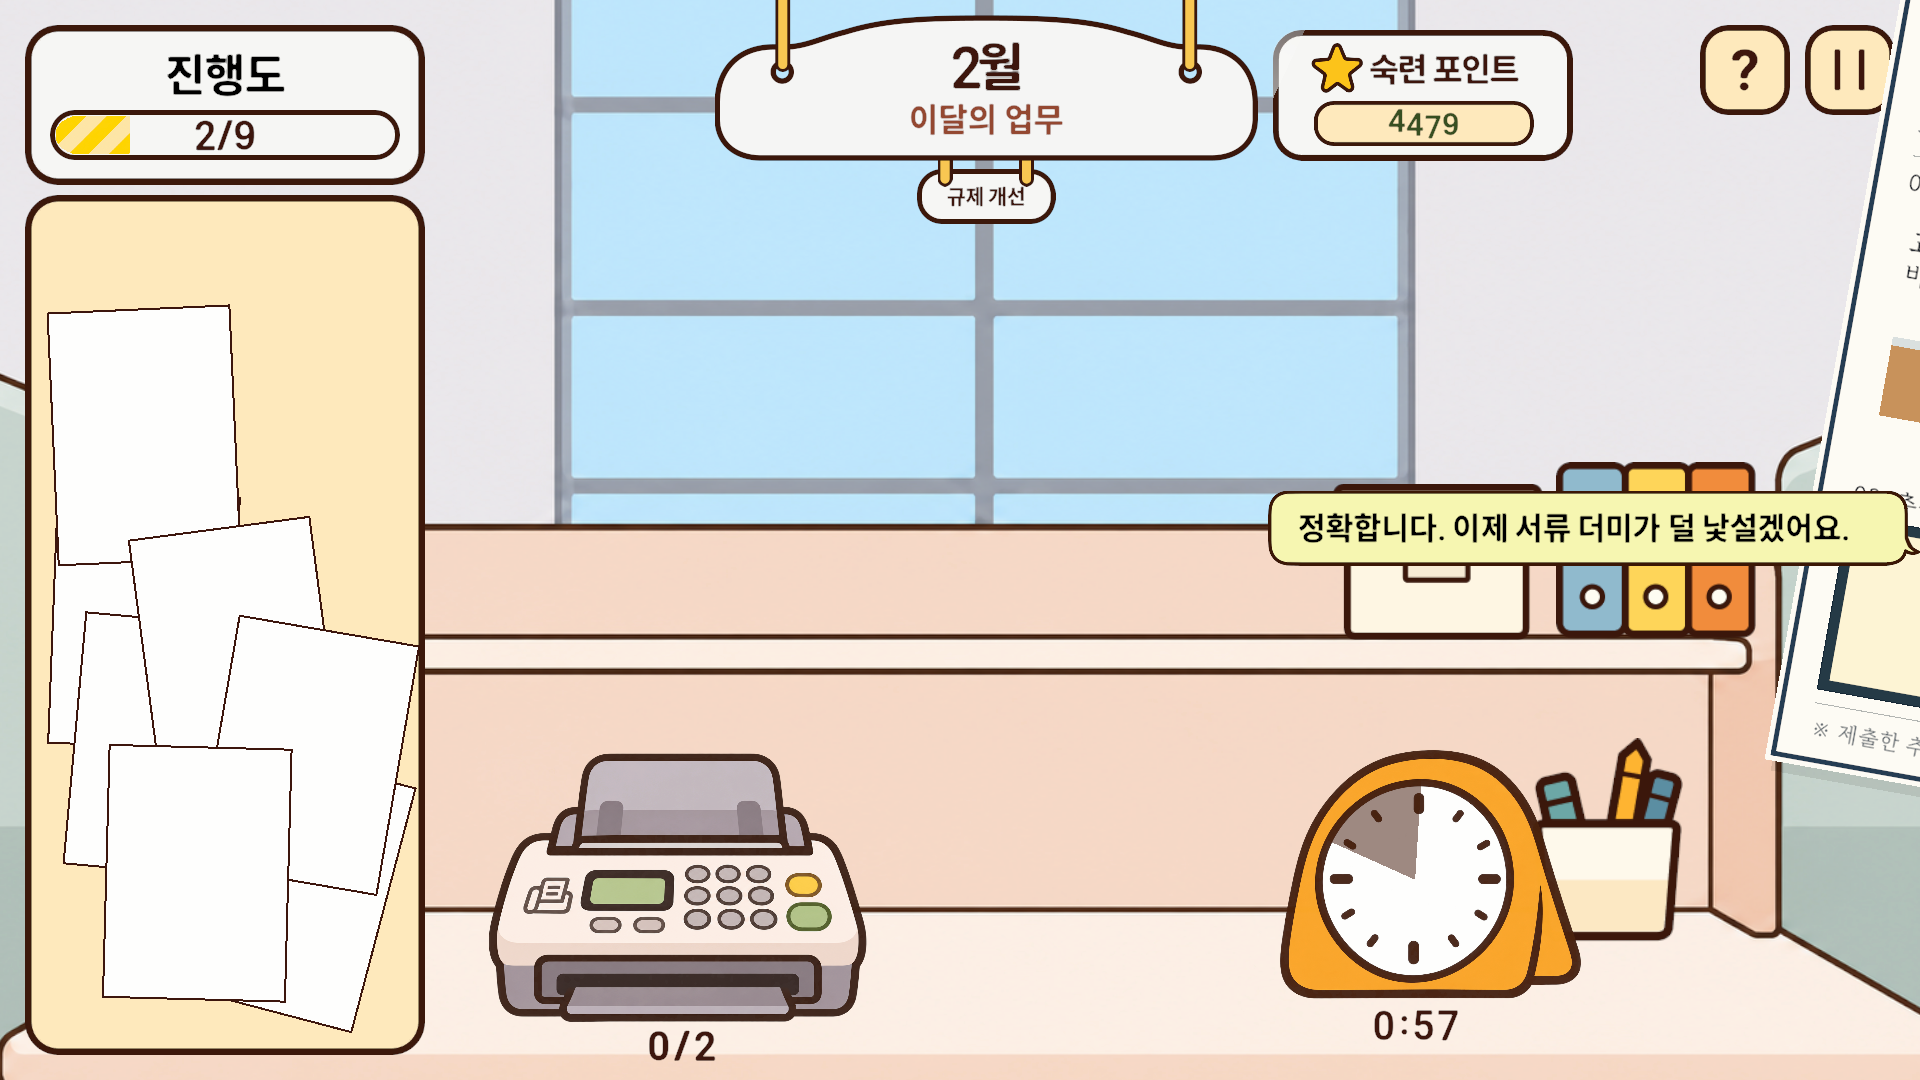 진행도
2/9
2월
이달의 업무
규제 개선
숙련 포인트
4479
?
정확합니다. 이제 서류 더미가 덜 낯설겠어요.
※ 제출한
0/2
0:57